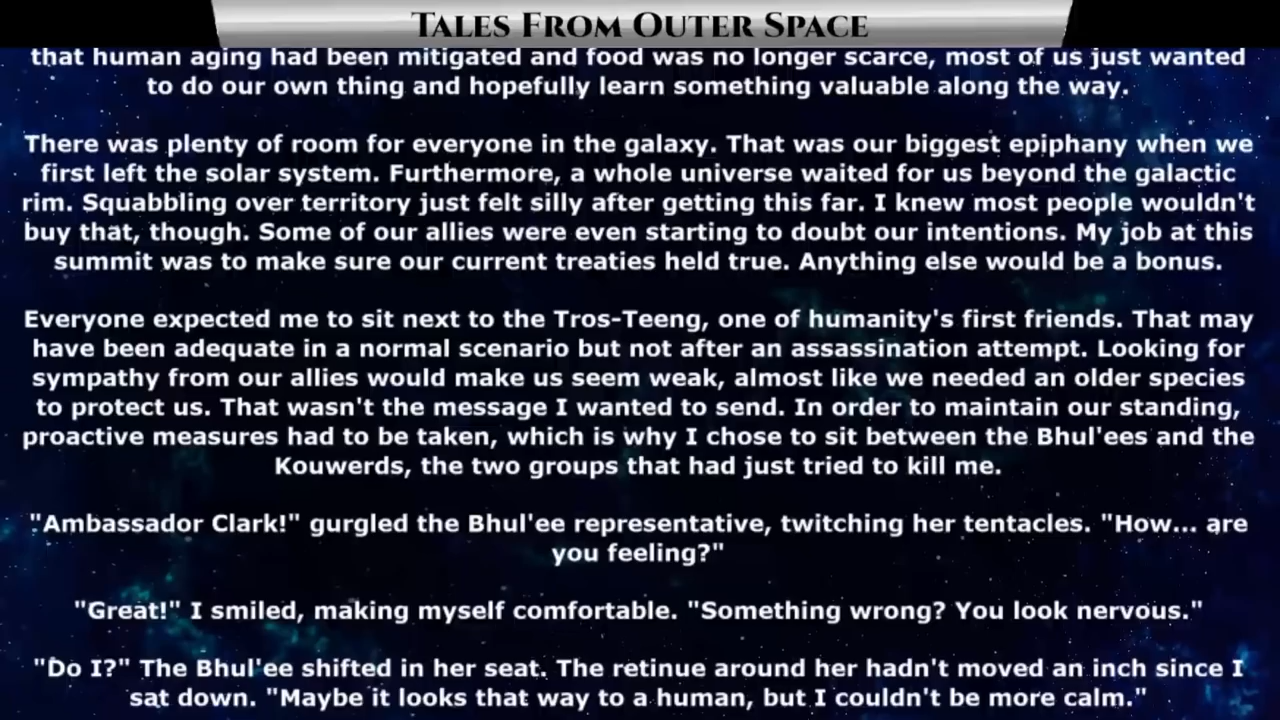 Tales From Outer Space
that human aging had been mitigated and food was no longer scarce, most of us just wanted
to do our own thing and hopefully learn something valuable along the way.
There was plenty of room for everyone in the galaxy. That was our biggest epiphany when we
first left the solar system. Furthermore, a whole universe waited for us beyond the galactic
rim. Squabbling over territory just felt silly after getting this far. I knew most people wouldn't
buy that, though. Some of our allies were even starting to doubt our intentions. My job at this
summit was to make sure our current treaties held true. Anything else would be a bonus.
Everyone expected me to sit next to the Tros-Teeng, one of humanity's first friends. That may
have been adequate in a normal scenario but not after an assassination attempt. Looking for
sympathy from our allies would make us seem weak, almost like we needed an older species
to protect us. That wasn't the message I wanted to send. In order to maintain our standing,
proactive measures had to be taken, which is why I chose to sit between the Bhul'ees and the
Kouwerds, the two groups that had just tried to kill me.
"Ambassador Clark!" gurgled the Bhul'ee representative, twitching her tentacles. "How... are
you feeling?"
"Great!" I smiled, making myself comfortable. "Something wrong? You look nervous."
"Do I?" The Bhul'ee shifted in her seat. The retinue around her hadn't moved an inch since I
sat down. "Maybe it looks that way to a human, but I couldn't be more calm."